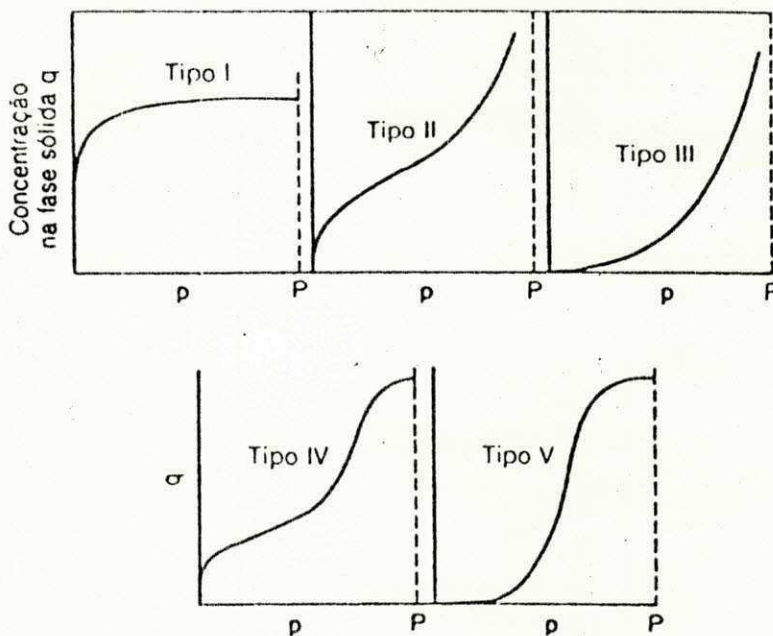 Concentração
na fase sólida q
Tipo I
Tipo II
Tipo III
p P p P p P
q
Tipo IV
Tipo V
p P p P